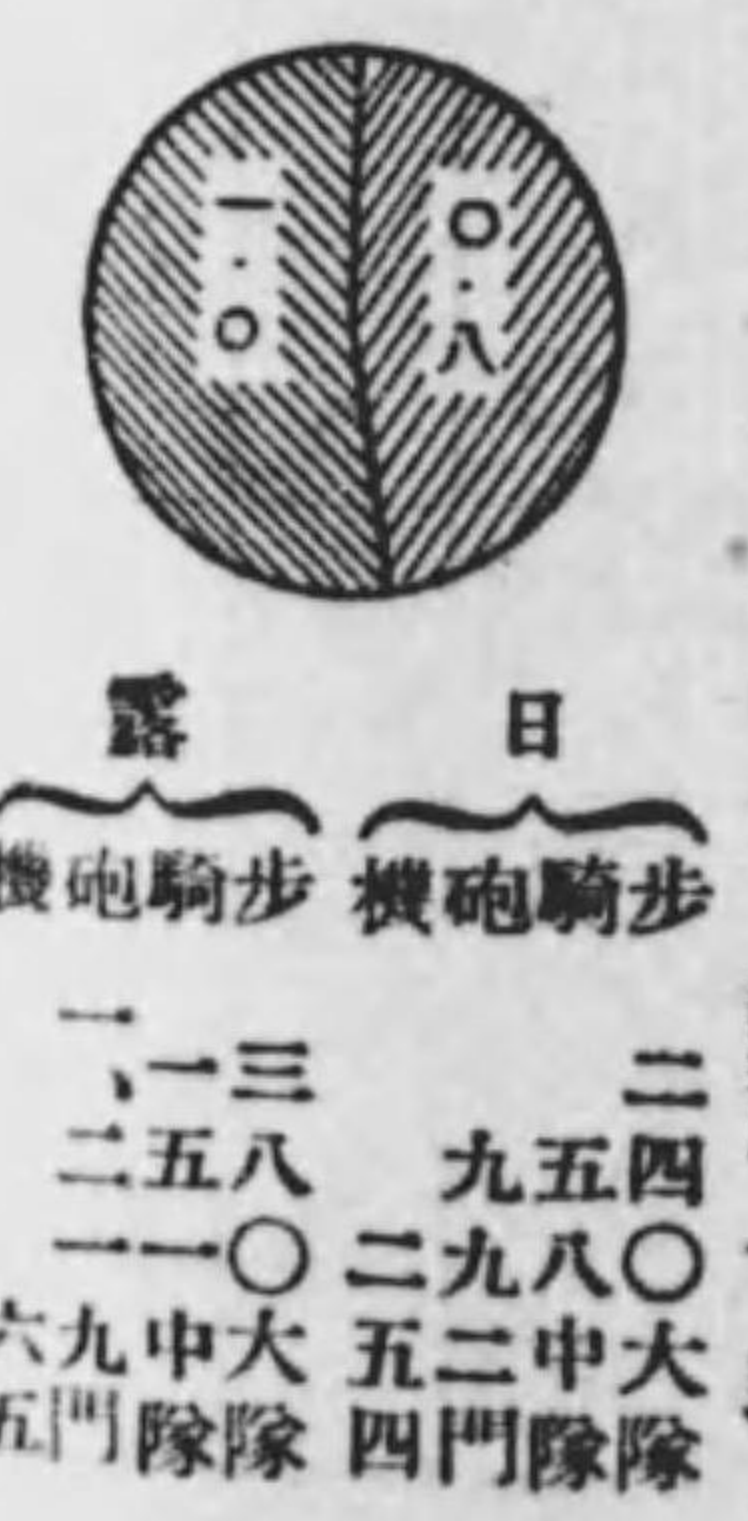 〇・八
一・〇
日
步 二四〇大隊
騎 五八中隊
砲 九九二門
機 二五四
露
步 三八〇大隊
騎 一五一中隊
砲 一、二一九門
機 六五